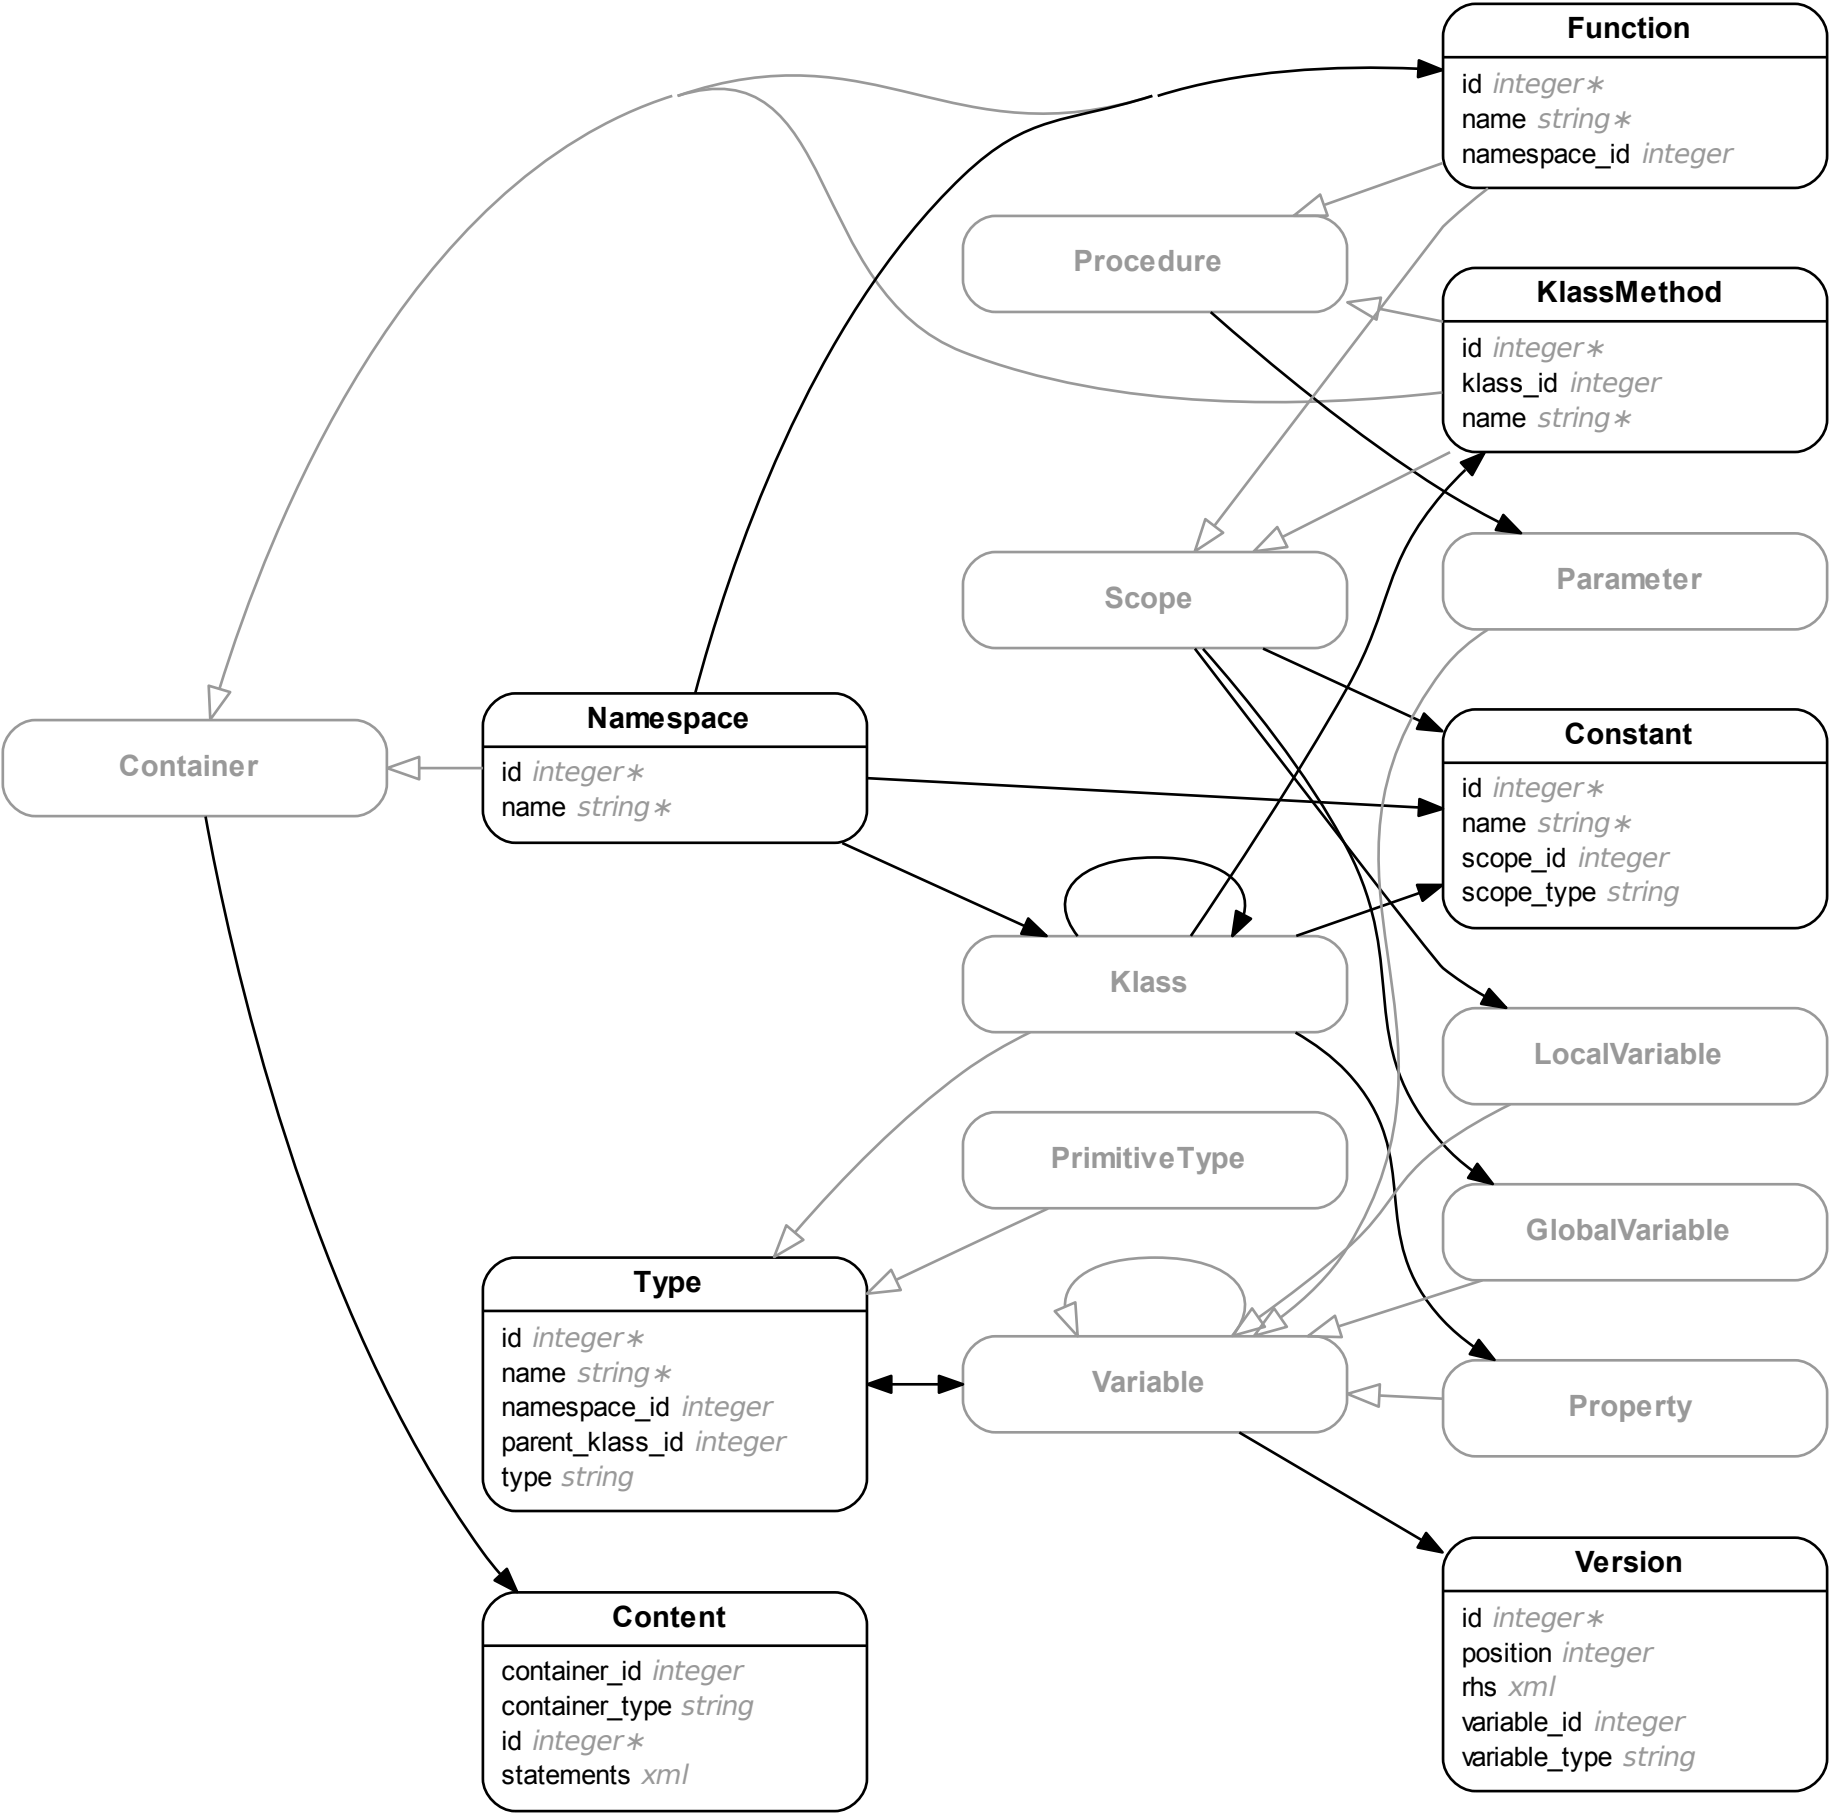 Function
id integer∗
name string∗
namespace_id integer
Procedure
KlassMethod
id integer∗
klass_id integer
name string∗
Scope
Parameter
Container
Namespace
id integer∗
name string∗
Constant
id integer∗
name string∗
scope_id integer
scope_type string
Klass
LocalVariable
PrimitiveType
GlobalVariable
Type
id integer∗
name string∗
namespace_id integer
parent_klass_id integer
type string
Variable
Property
Content
container_id integer
container_type string
id integer∗
statements xml
Version
id integer∗
position integer
rhs xml
variable_id integer
variable_type string